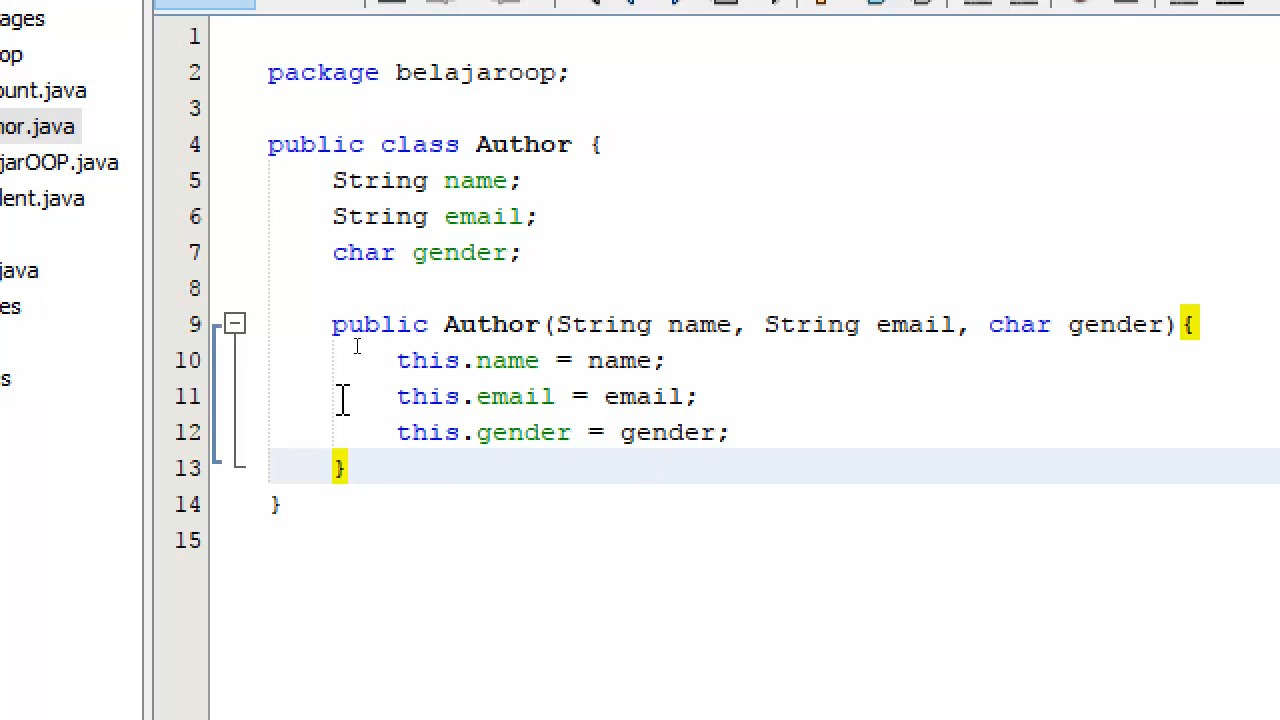 ages
op
ount.java
hor.java
jarOOP.java
dent.java
java
es
s
1
2 package belajaroop;
3
4 public class Author {
5 String name;
6 String email;
7 char gender;
8
9 public Author(String name, String email, char gender){
10 this.name = name;
11 this.email = email;
12 this.gender = gender;
13 }
14 }
15